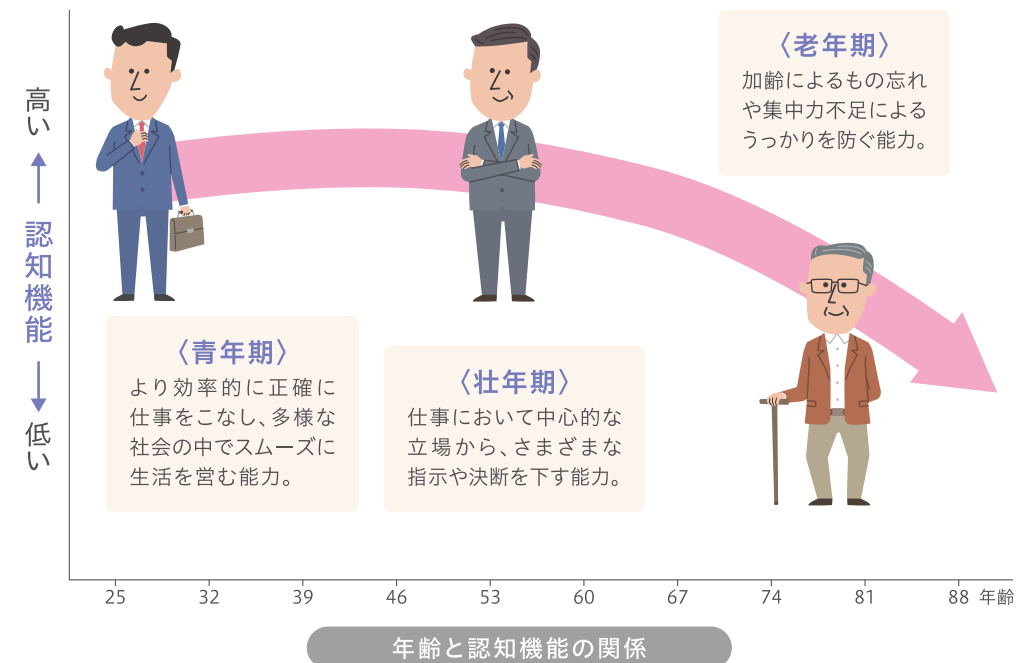 高い
認知機能
低い
〈青年期〉
より効率的に正確に
仕事をこなし、多様な
社会の中でスムーズに
生活を営む能力。
〈壮年期〉
仕事において中心的な
立場から、さまざまな
指示や決断を下す能力。
〈老年期〉
加齢によるもの忘れ
や集中力不足による
うっかりを防ぐ能力。
25 32 39 46 53 60 67 74 81 88 年齢
年齢と認知機能の関係